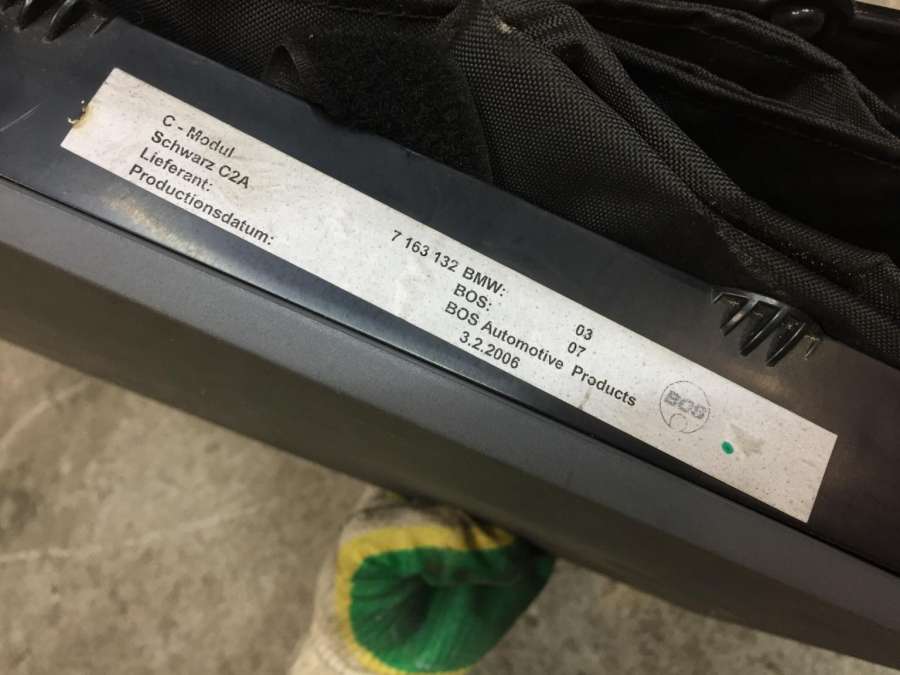 C - Modul 7 163 132 BMW: 03
Schwarz C2A BOS: 07
Lieferant: BOS Automotive Products
Productionsdatum: 3.2.2006
BOS